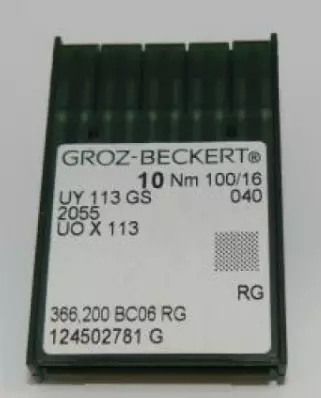 GROZ-BECKERT®
10 Nm 100/16
UY 113 GS 040
2055
UO X 113
RG
366,200 BC06 RG
124502781 G